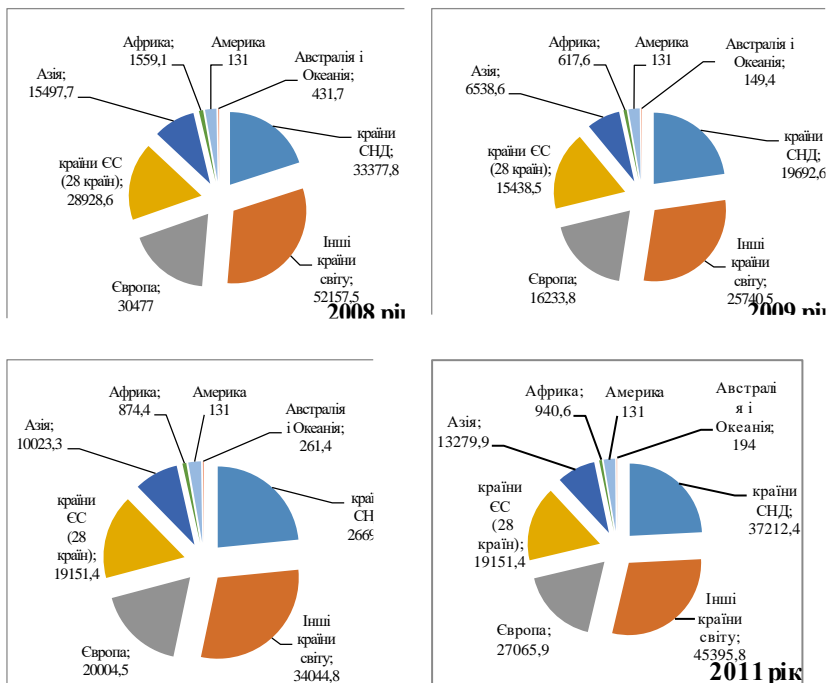 Африка;
1559,1
Америка
131
Австралія і
Океанія;
431,7
Азія;
15497,7
країни
СНД;
33377,8
країни ЄС
(28 країн);
28928,6
Європа;
30477
Інші
країни
світу;
52157,5
2008 рік
Африка;
617,6
Америка
131
Австралія і
Океанія;
149,4
Азія;
6538,6
країни
СНД;
19692,6
країни ЄС
(28 країн);
15438,5
Європа;
16233,8
Інші
країни
світу;
25740,5
2009 рік
Африка;
874,4
Америка
131
Австралія
і Океанія;
261,4
Азія;
10023,3
країни
ЄС
(28
країн);
19151,4
Європа;
20004,5
Інші
країни
світу;
34044,8
Африка;
940,6
Америка
131
Австралі
я і
Океанія;
194
Азія;
13279,9
країни
СНД;
37212,4
країни
ЄС
(28
країн);
19151,4
Європа;
27065,9
Інші
країни
світу;
45395,8
2011 рік